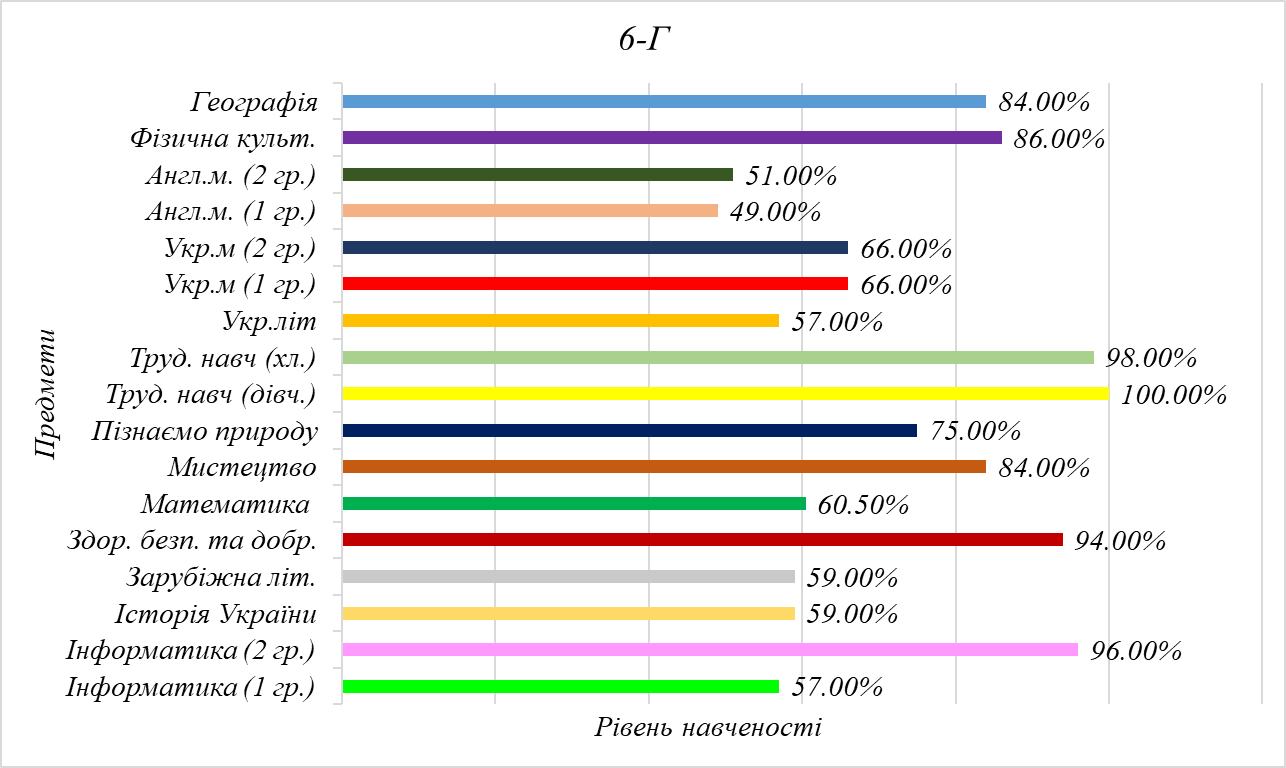 6-Г
Географія 84.00%
Фізична культ. 86.00%
Англ.м. (2 гр.) 51.00%
Англ.м. (1 гр.) 49.00%
Укр.м (2 гр.) 66.00%
Укр.м (1 гр.) 66.00%
Укр.літ 57.00%
Труд. навч (хл.) 98.00%
Труд. навч (дівч.) 100.00%
Пізнаємо природу 75.00%
Мистецтво 84.00%
Математика 60.50%
Здор. безп. та добр. 94.00%
Зарубіжна літ. 59.00%
Історія України 59.00%
Інформатика (2 гр.) 96.00%
Інформатика (1 гр.) 57.00%
Предмети
Рівень навченості